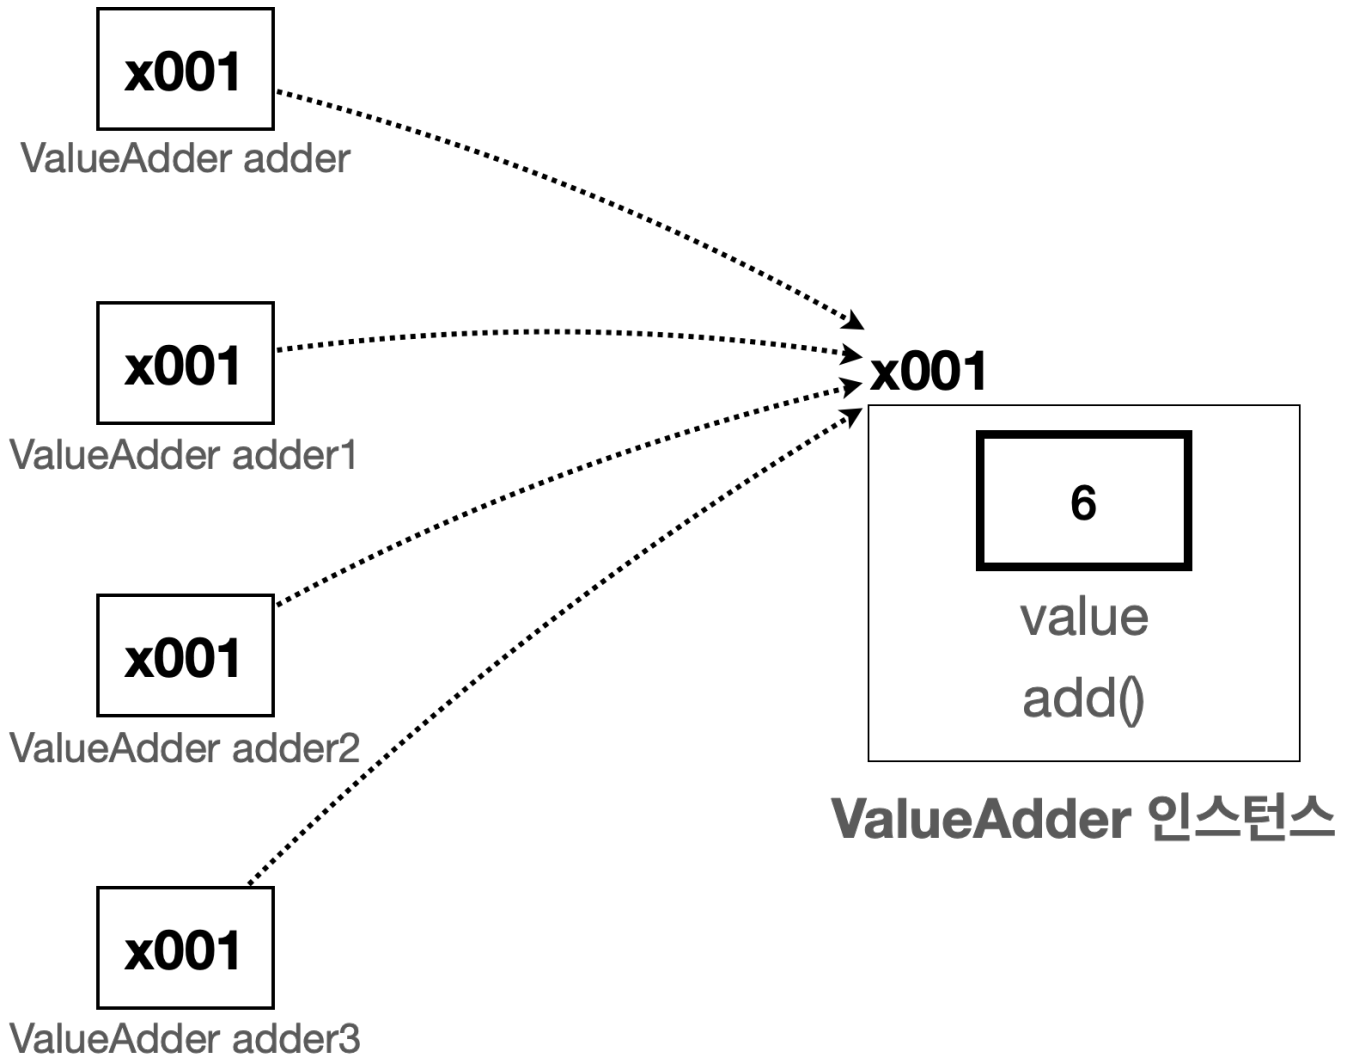 x001
ValueAdder adder
x001
ValueAdder adder1
x001
ValueAdder adder2
x001
ValueAdder adder3
x001
6
value
add()
ValueAdder 인스턴스